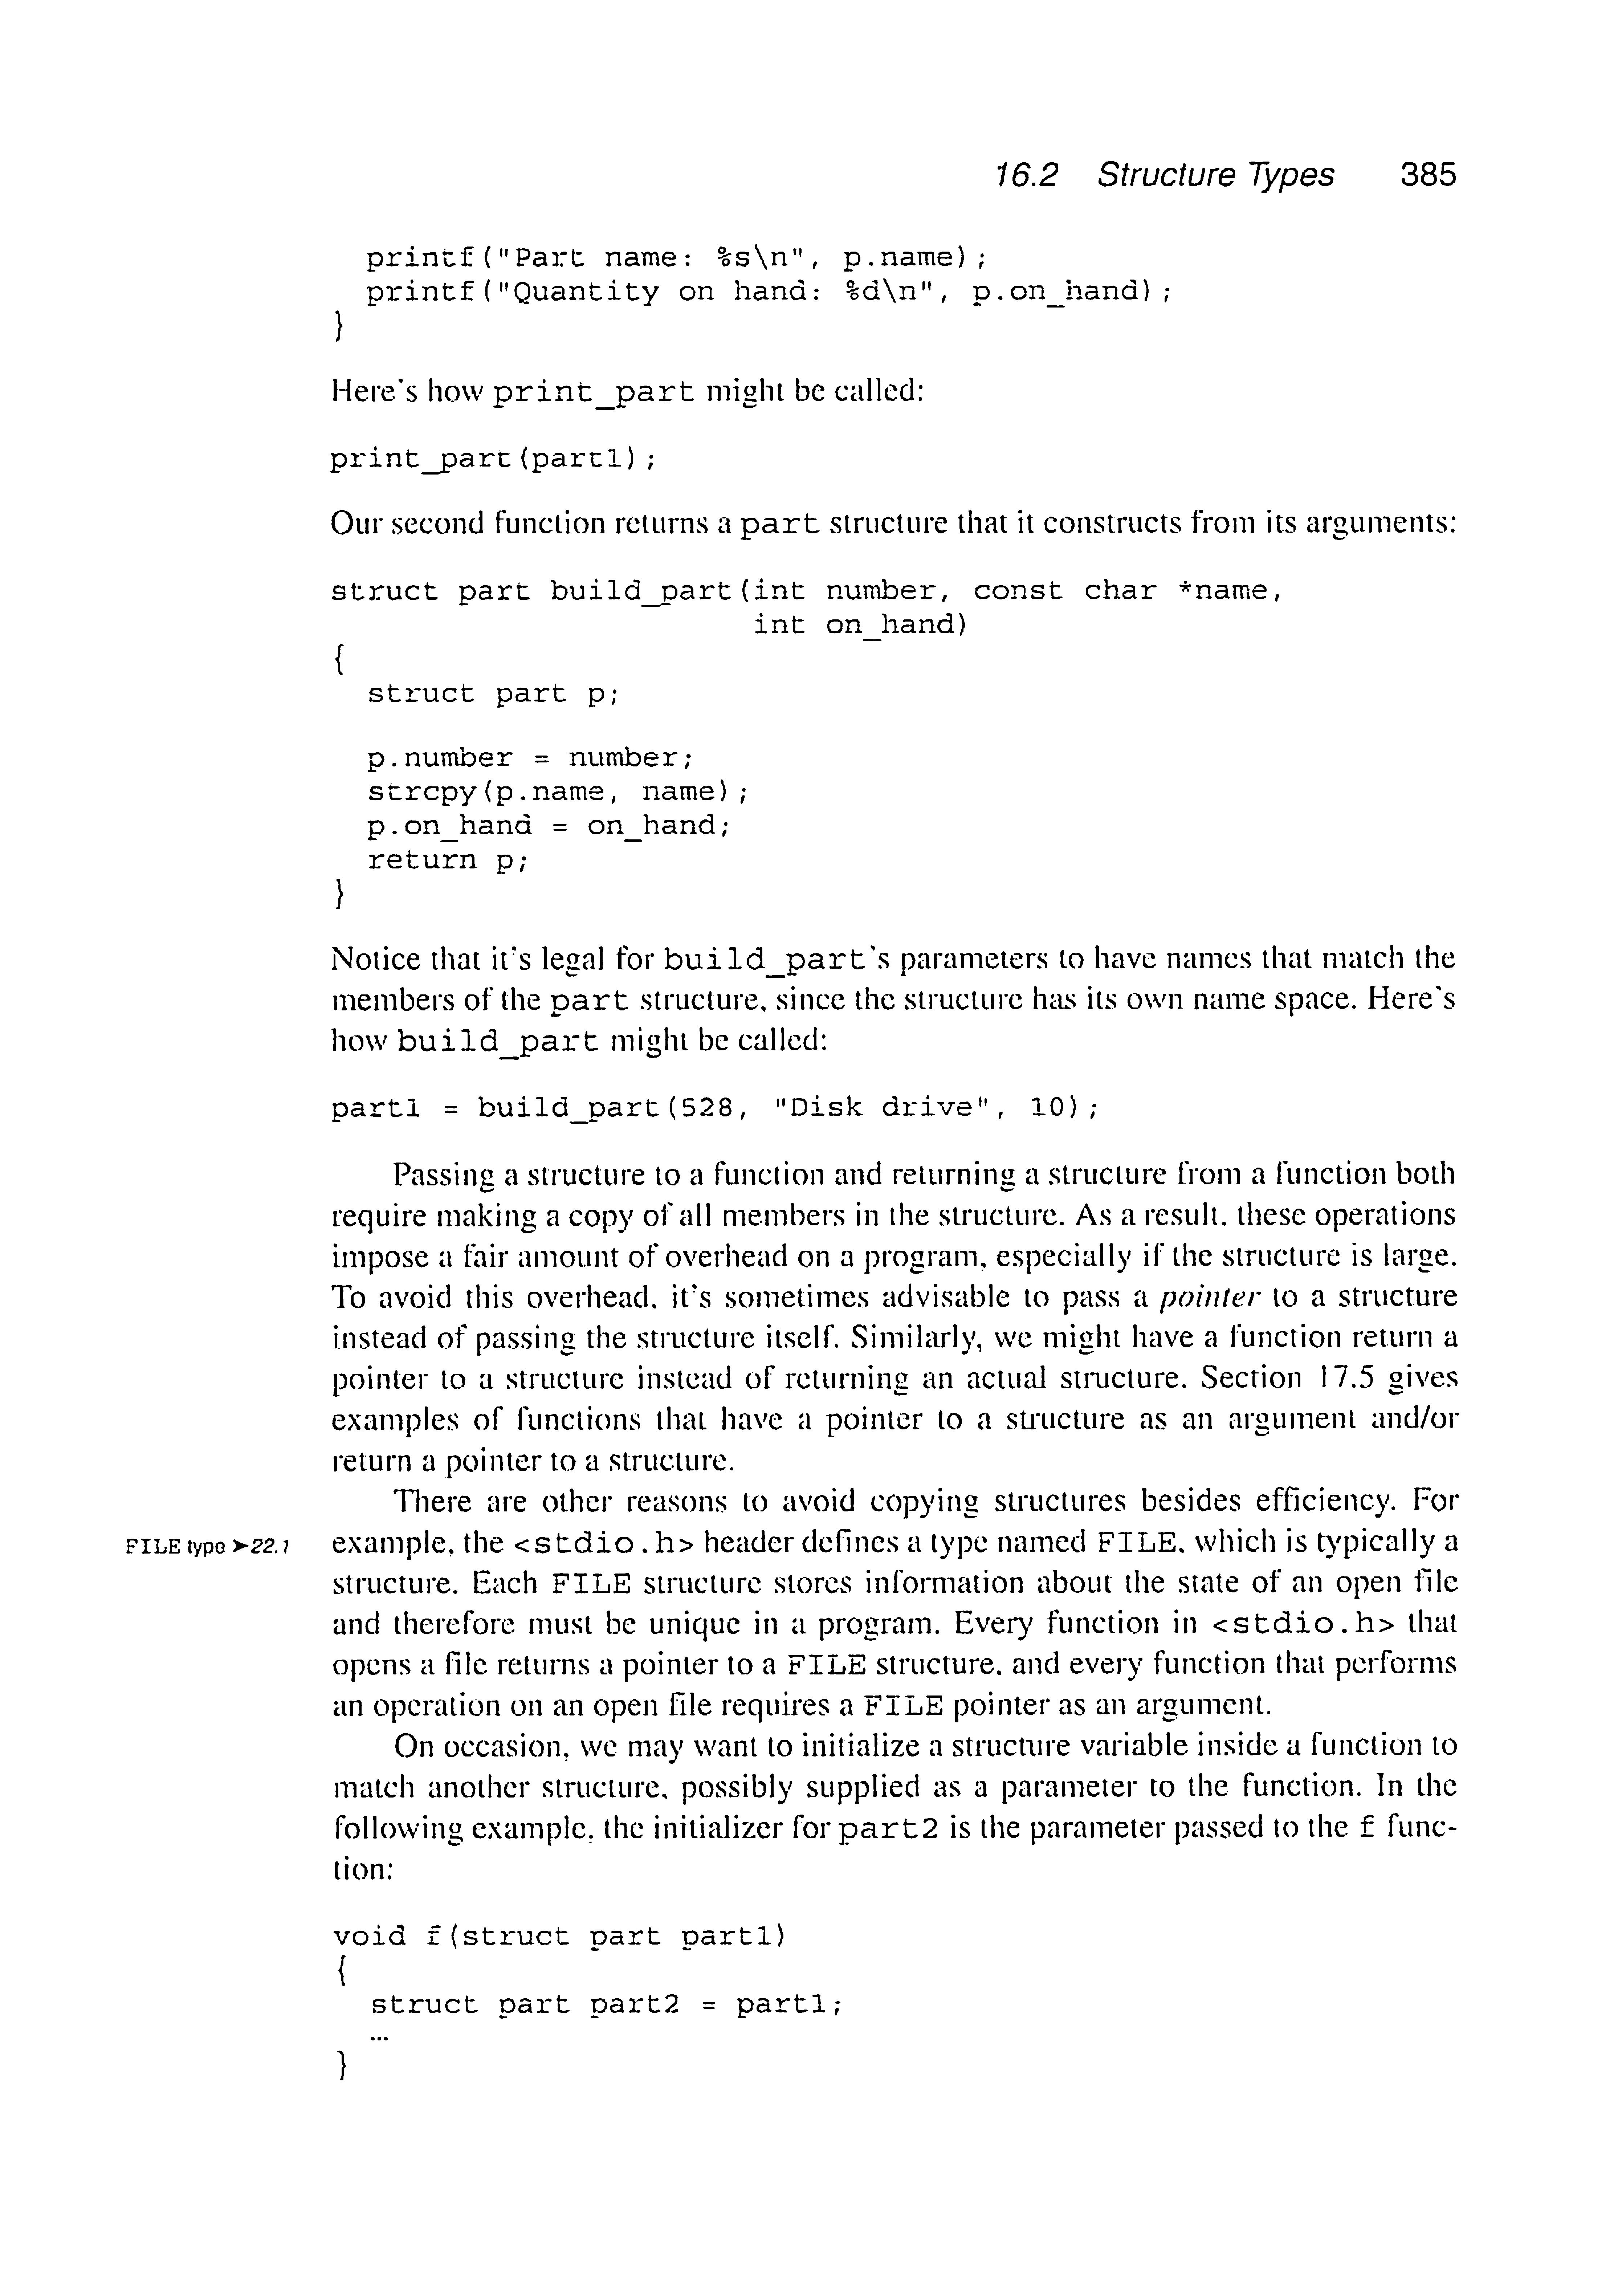 16.2 Structure Types 385
printf("Part name: %s\n", p.name);
printf("Quantity on hand: %d\n", p.on_hand);
}
Here's how print_part might be called:
print_part(part1);
Our second function returns a part structure that it constructs from its arguments:
struct part build_part(int number, const char *name,
int on_hand)
{
struct part p;
p.number = number;
strcpy(p.name, name);
p.on_hand = on_hand;
return p;
}
Notice that it's legal for build_part's parameters to have names that match the
members of the part structure, since the structure has its own name space. Here's
how build_part might be called:
part1 = build_part(528, "Disk drive", 10);
Passing a structure to a function and returning a structure from a function both
require making a copy of all members in the structure. As a result, these operations
impose a fair amount of overhead on a program, especially if the structure is large.
To avoid this overhead, it's sometimes advisable to pass a pointer to a structure
instead of passing the structure itself. Similarly, we might have a function return a
pointer to a structure instead of returning an actual structure. Section 17.5 gives
examples of functions that have a pointer to a structure as an argument and/or
return a pointer to a structure.
There are other reasons to avoid copying structures besides efficiency. For
FILE type ➤22.1 example, the <stdio.h> header defines a type named FILE, which is typically a
structure. Each FILE structure stores information about the state of an open file
and therefore must be unique in a program. Every function in <stdio.h> that
opens a file returns a pointer to a FILE structure, and every function that performs
an operation on an open file requires a FILE pointer as an argument.
On occasion, we may want to initialize a structure variable inside a function to
match another structure, possibly supplied as a parameter to the function. In the
following example, the initializer for part2 is the parameter passed to the f func-
tion:
void f(struct part part1)
{
struct part part2 = part1;
…
}